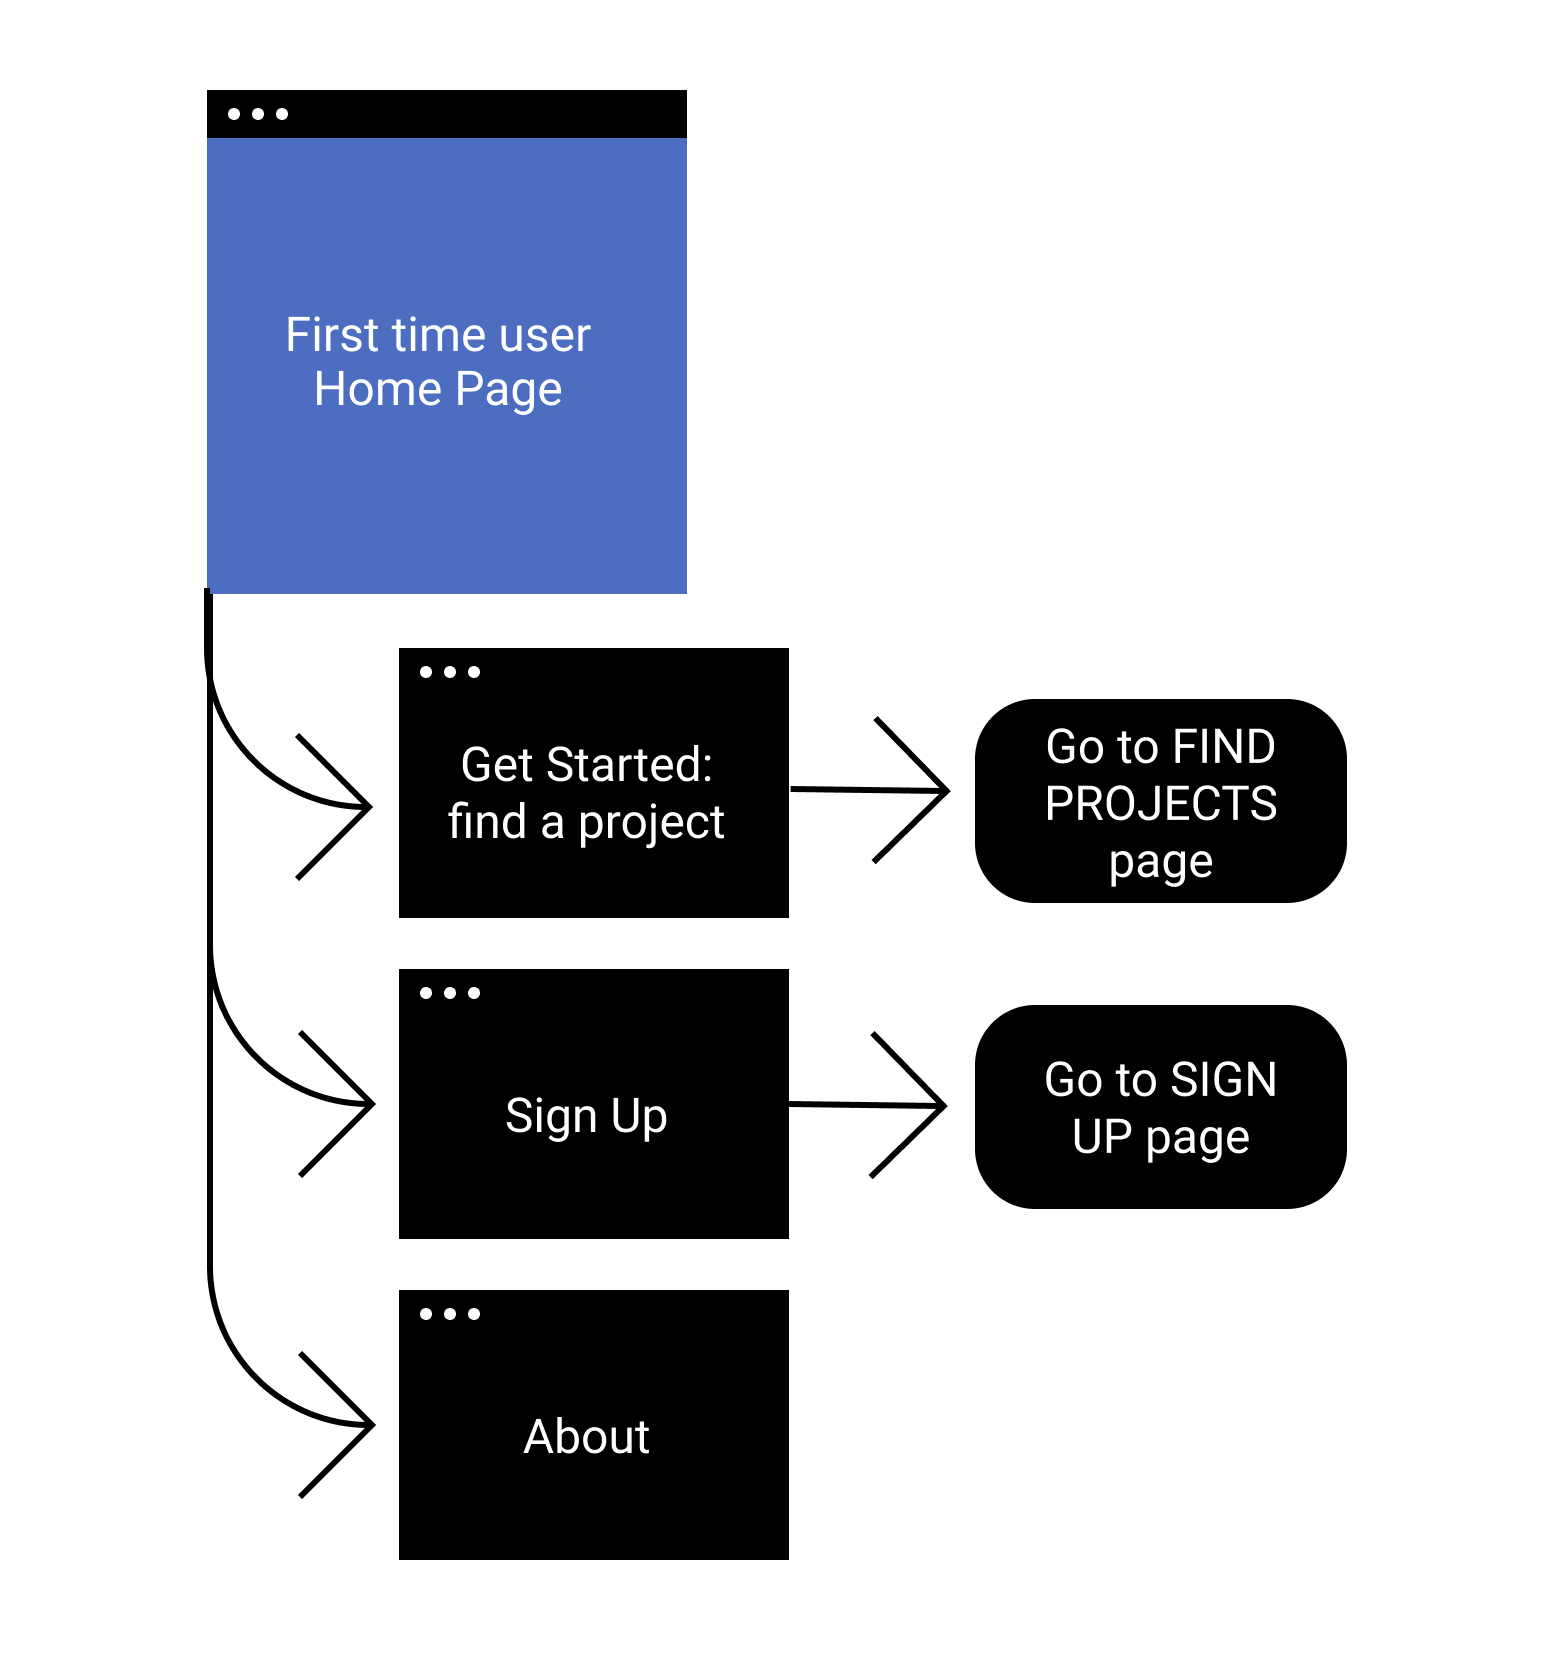 First time user
Home Page
Get Started:
find a project
Go to FIND
PROJECTS
page
Sign Up
Go to SIGN
UP page
About